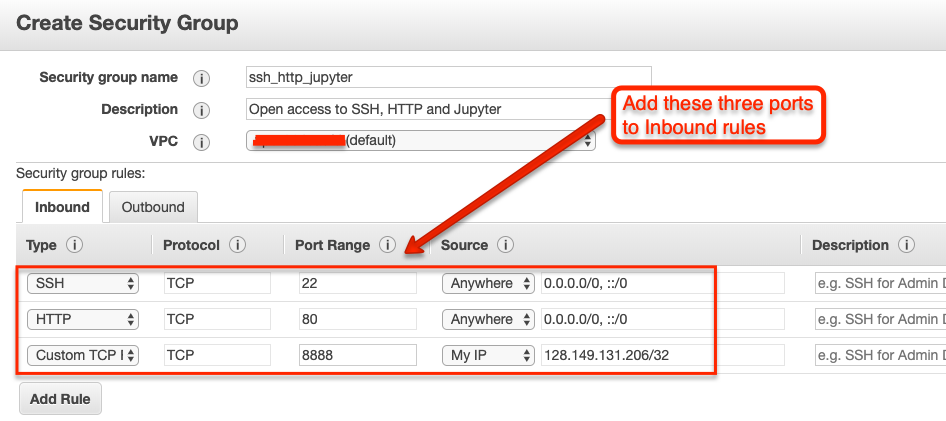 Create Security Group
Security group name i ssh_http_jupyter
Description i Open access to SSH, HTTP and Jupyter
VPC i (default)
Add these three ports
to Inbound rules
Security group rules:
Inbound Outbound
Type i Protocol i Port Range i Source i Description i
SSH TCP 22 Anywhere 0.0.0.0/0, ::/0 e.g. SSH for Admin D
HTTP TCP 80 Anywhere 0.0.0.0/0, ::/0 e.g. SSH for Admin D
Custom TCP I TCP 8888 My IP 128.149.131.206/32 e.g. SSH for Admin D
Add Rule